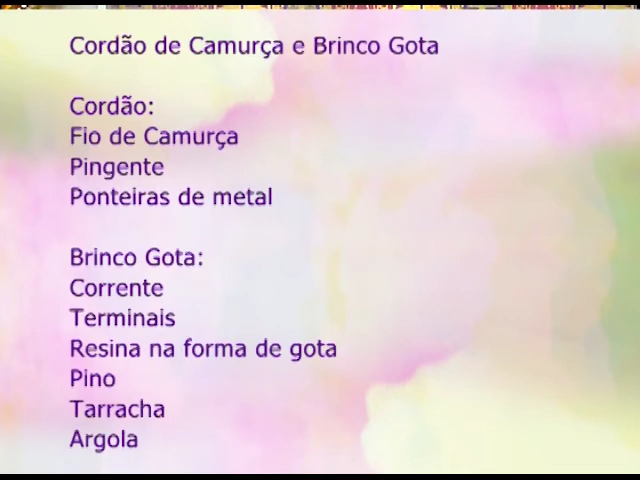 Cordão de Camurça e Brinco Gota
Cordão:
Fio de Camurça
Pingente
Ponteiras de metal
Brinco Gota:
Corrente
Terminais
Resina na forma de gota
Pino
Tarracha
Argola